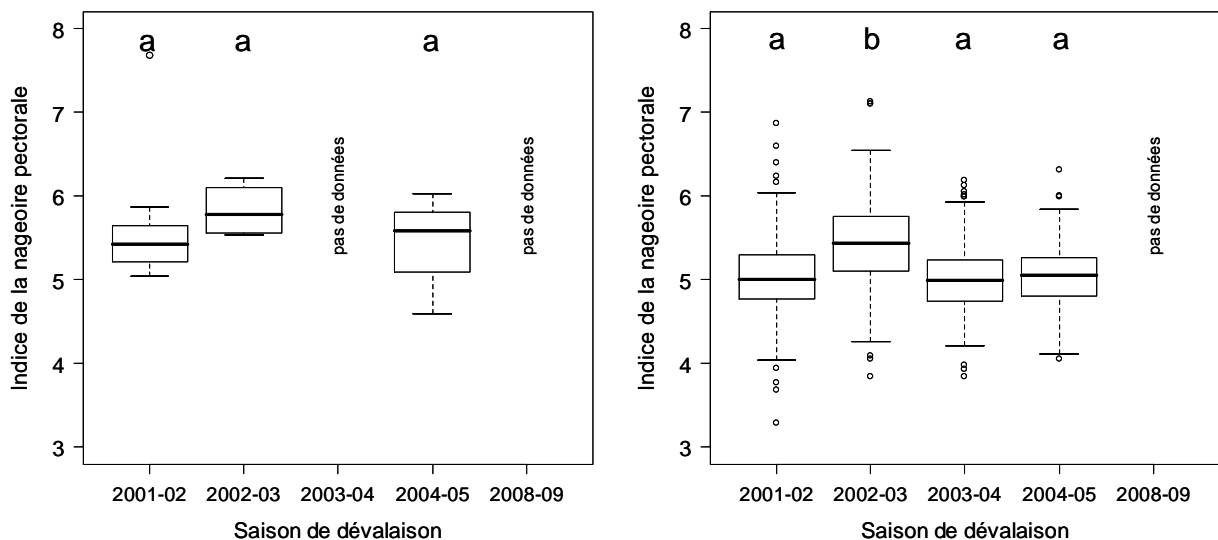 Indice de la nageoire pectorale
8
7
6
5
4
3
a
a
a
pas de données
pas de données
2001-02
2002-03
2003-04
2004-05
2008-09
Saison de dévalaison
Indice de la nageoire pectorale
8
7
6
5
4
3
a
b
a
a
pas de données
2001-02
2002-03
2003-04
2004-05
2008-09
Saison de dévalaison